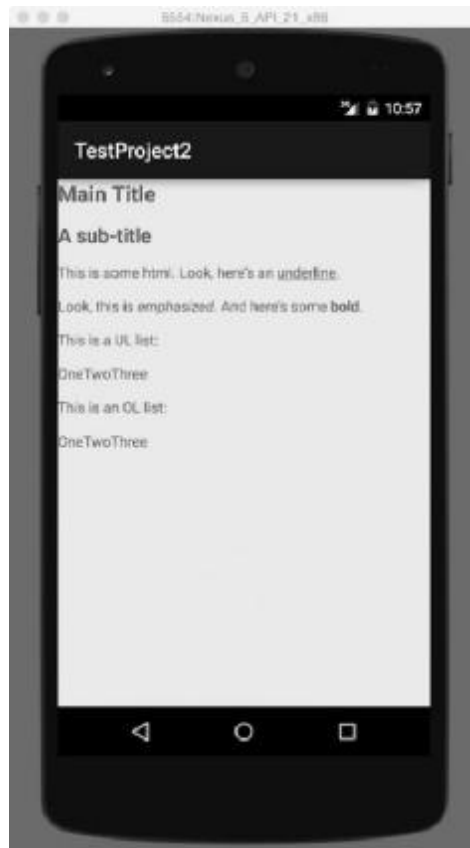 5554:Nexus_5_API_21_x86
10:57
TestProject2
Main Title
A sub-title
This is some html. Look, here's an underline.
Look, this is emphasized. And here's some bold.
This is a UL list:
OneTwoThree
This is an OL list:
OneTwoThree